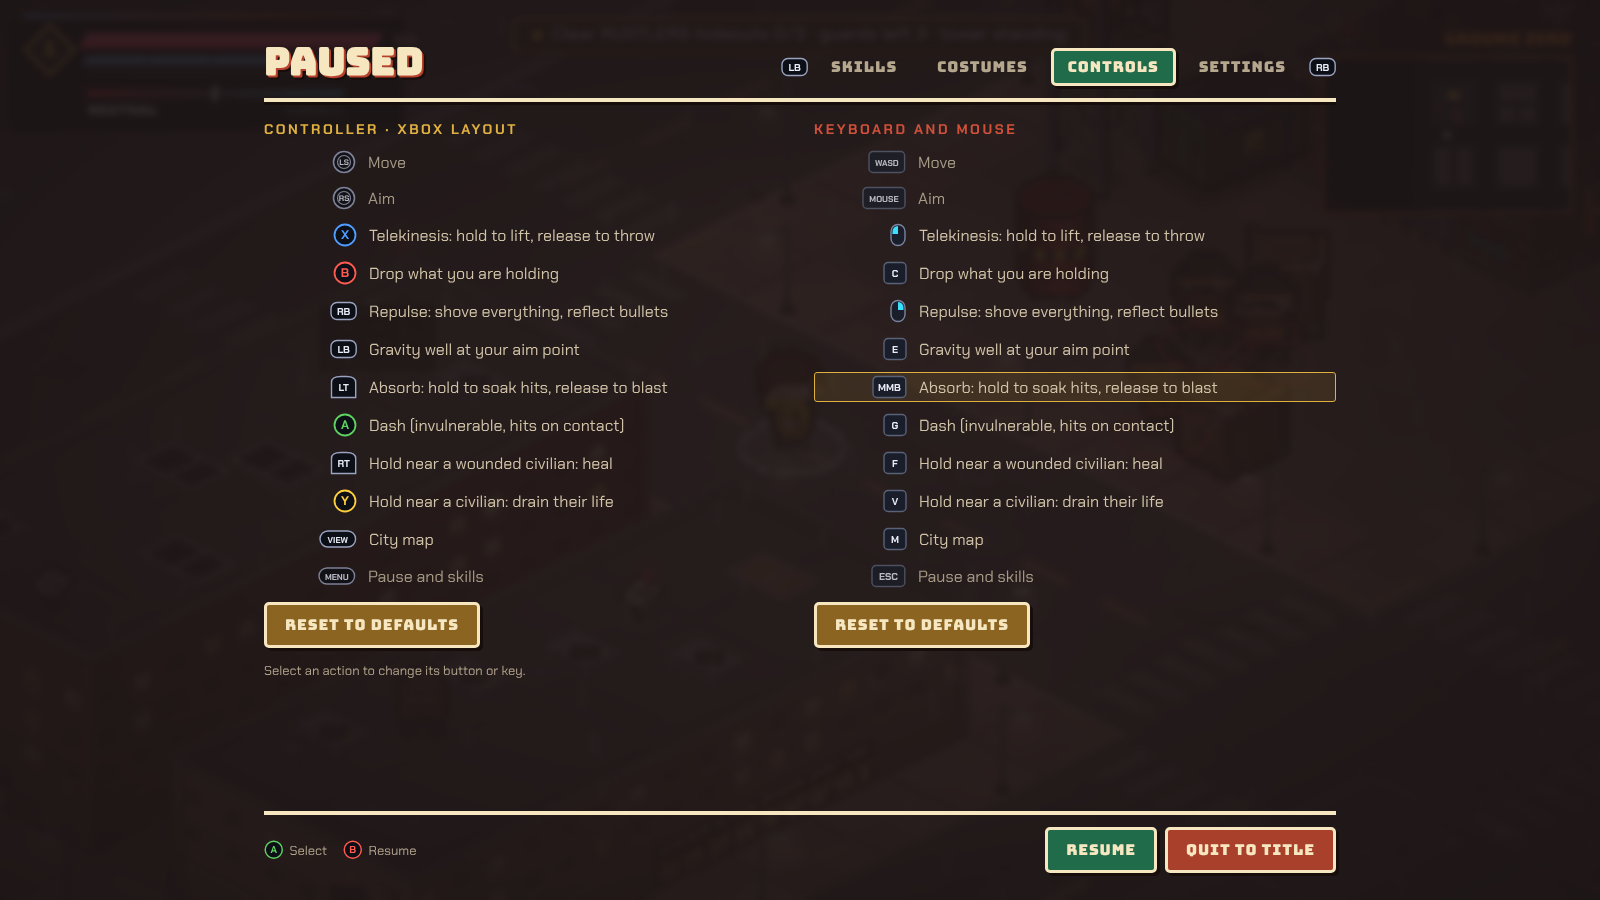 PAUSED
LB SKILLS COSTUMES CONTROLS SETTINGS RB
CONTROLLER · XBOX LAYOUT
LS Move
RS Aim
X Telekinesis: hold to lift, release to throw
B Drop what you are holding
RB Repulse: shove everything, reflect bullets
LB Gravity well at your aim point
LT Absorb: hold to soak hits, release to blast
A Dash (invulnerable, hits on contact)
RT Hold near a wounded civilian: heal
Y Hold near a civilian: drain their life
VIEW City map
MENU Pause and skills
RESET TO DEFAULTS
Select an action to change its button or key.
KEYBOARD AND MOUSE
WASD Move
MOUSE Aim
Telekinesis: hold to lift, release to throw
C Drop what you are holding
Repulse: shove everything, reflect bullets
E Gravity well at your aim point
MMB Absorb: hold to soak hits, release to blast
G Dash (invulnerable, hits on contact)
F Hold near a wounded civilian: heal
V Hold near a civilian: drain their life
M City map
ESC Pause and skills
RESET TO DEFAULTS
A Select B Resume
RESUME QUIT TO TITLE